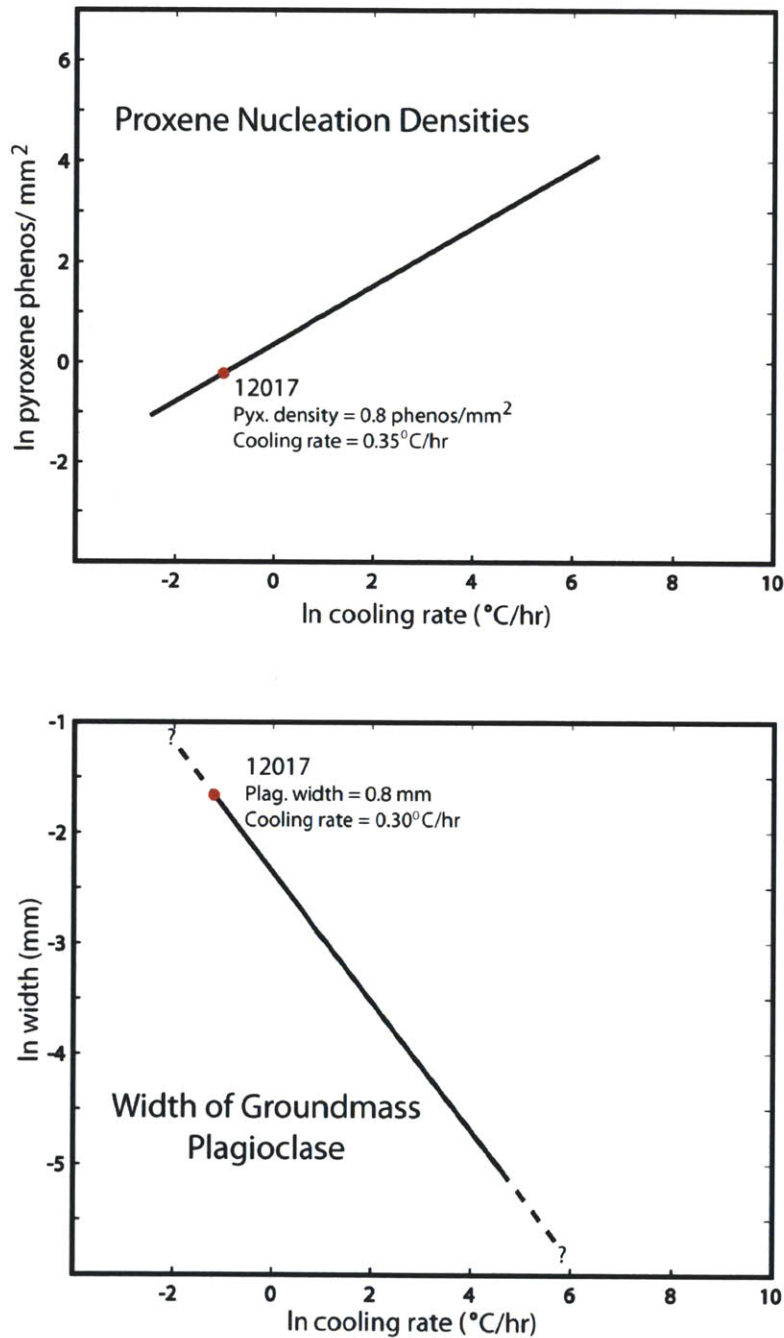 Proxene Nucleation Densities
ln pyroxene phenos/ mm²
6
4
2
0
-2
12017
Pyx. density = 0.8 phenos/mm²
Cooling rate = 0.35⁰C/hr
-2
0
2
4
6
8
10
ln cooling rate (°C/hr)
-1
-2
-3
-4
-5
ln width (mm)
?
12017
Plag. width = 0.8 mm
Cooling rate = 0.30⁰C/hr
Width of Groundmass
Plagioclase
?
-2
0
2
4
6
8
10
ln cooling rate (°C/hr)